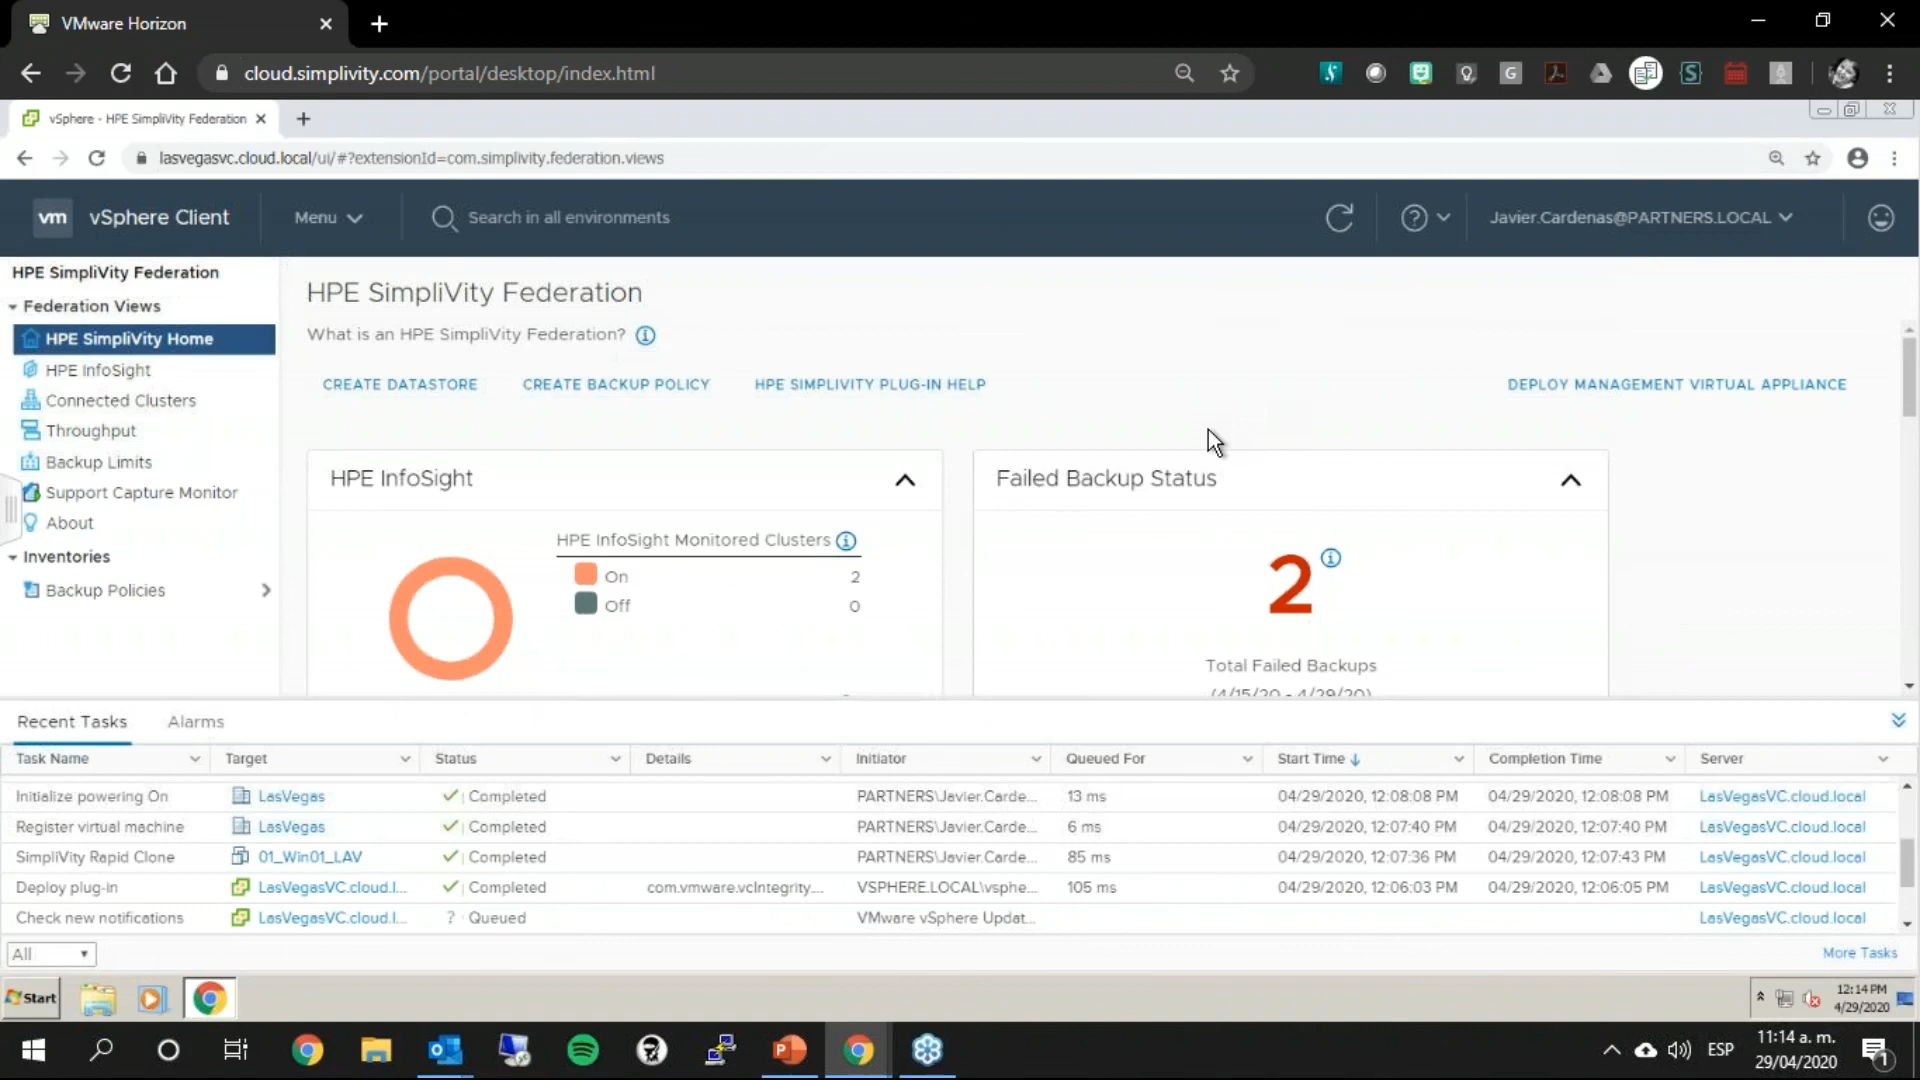 VMware Horizon
cloud.simplivity.com/portal/desktop/index.html
vSphere - HPE SimpliVity Federation
lasvegasvc.cloud.local/ui/#?extensionId=com.simplivity.federation.views
vm vSphere Client Menu Search in all environments Javier.Cardenas@PARTNERS.LOCAL
HPE SimpliVity Federation
Federation Views
HPE SimpliVity Home
HPE InfoSight
Connected Clusters
Throughput
Backup Limits
Support Capture Monitor
About
Inventories
Backup Policies
HPE SimpliVity Federation
What is an HPE SimpliVity Federation?
CREATE DATASTORE CREATE BACKUP POLICY HPE SIMPLIVITY PLUG-IN HELP DEPLOY MANAGEMENT VIRTUAL APPLIANCE
HPE InfoSight
HPE InfoSight Monitored Clusters
On 2
Off 0
Failed Backup Status
2
Total Failed Backups
(4/15/20 - 4/29/20)
Recent Tasks Alarms
Task Name Target Status Details Initiator Queued For Start Time Completion Time Server
Initialize powering On LasVegas Completed PARTNERS\Javier.Carde... 13 ms 04/29/2020, 12:08:08 PM 04/29/2020, 12:08:08 PM LasVegasVC.cloud.local
Register virtual machine LasVegas Completed PARTNERS\Javier.Carde... 6 ms 04/29/2020, 12:07:40 PM 04/29/2020, 12:07:40 PM LasVegasVC.cloud.local
SimpliVity Rapid Clone 01_Win01_LAV Completed PARTNERS\Javier.Carde... 85 ms 04/29/2020, 12:07:36 PM 04/29/2020, 12:07:43 PM LasVegasVC.cloud.local
Deploy plug-in LasVegasVC.cloud.l... Completed com.vmware.vcIntegrity.... VSPHERE.LOCAL\vsphe... 105 ms 04/29/2020, 12:06:03 PM 04/29/2020, 12:06:05 PM LasVegasVC.cloud.local
Check new notifications LasVegasVC.cloud.l... ? Queued VMware vSphere Updat... LasVegasVC.cloud.local
All More Tasks
Start 12:14 PM
4/29/2020
ESP 11:14 a. m.
29/04/2020
1